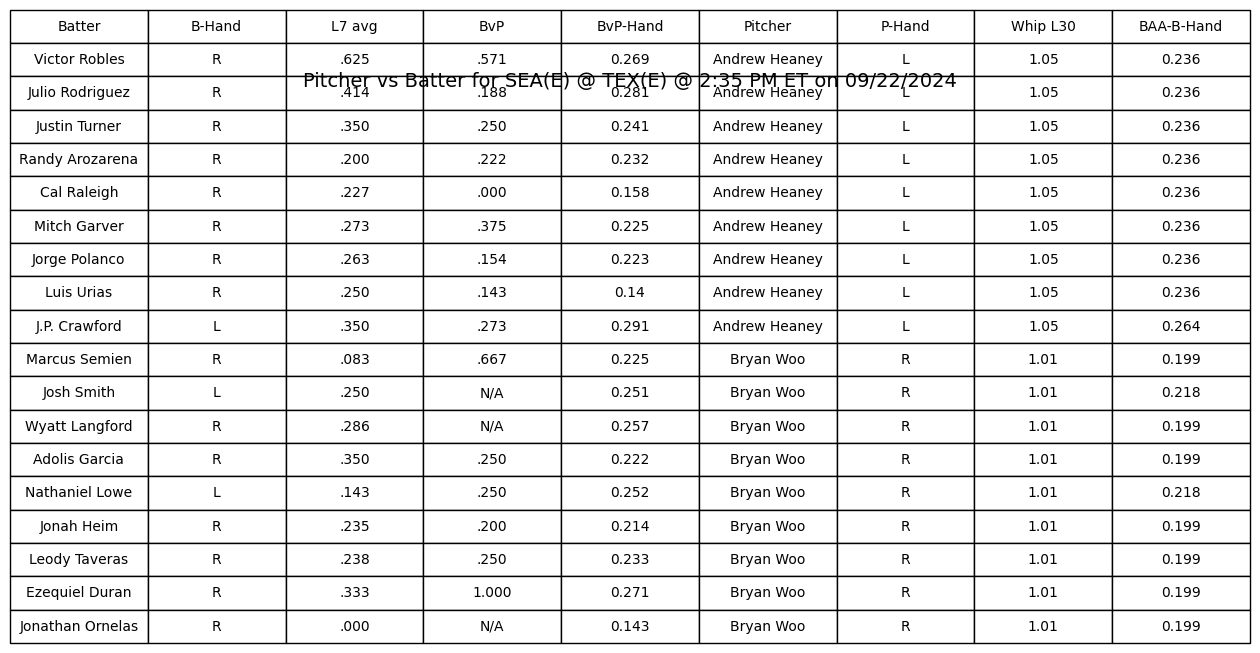 Batter B-Hand L7 avg BvP BvP-Hand Pitcher P-Hand Whip L30 BAA-B-Hand
Victor Robles R .625 .571 0.269 Andrew Heaney L 1.05 0.236
Pitcher vs Batter for SEA(E) @ TEX(E) @ 2:35 PM ET on 09/22/2024
Julio Rodriguez R .414 .188 0.281 Andrew Heaney L 1.05 0.236
Justin Turner R .350 .250 0.241 Andrew Heaney L 1.05 0.236
Randy Arozarena R .200 .222 0.232 Andrew Heaney L 1.05 0.236
Cal Raleigh R .227 .000 0.158 Andrew Heaney L 1.05 0.236
Mitch Garver R .273 .375 0.225 Andrew Heaney L 1.05 0.236
Jorge Polanco R .263 .154 0.223 Andrew Heaney L 1.05 0.236
Luis Urias R .250 .143 0.14 Andrew Heaney L 1.05 0.236
J.P. Crawford L .350 .273 0.291 Andrew Heaney L 1.05 0.264
Marcus Semien R .083 .667 0.225 Bryan Woo R 1.01 0.199
Josh Smith L .250 N/A 0.251 Bryan Woo R 1.01 0.218
Wyatt Langford R .286 N/A 0.257 Bryan Woo R 1.01 0.199
Adolis Garcia R .350 .250 0.222 Bryan Woo R 1.01 0.199
Nathaniel Lowe L .143 .250 0.252 Bryan Woo R 1.01 0.218
Jonah Heim R .235 .200 0.214 Bryan Woo R 1.01 0.199
Leody Taveras R .238 .250 0.233 Bryan Woo R 1.01 0.199
Ezequiel Duran R .333 1.000 0.271 Bryan Woo R 1.01 0.199
Jonathan Ornelas R .000 N/A 0.143 Bryan Woo R 1.01 0.199